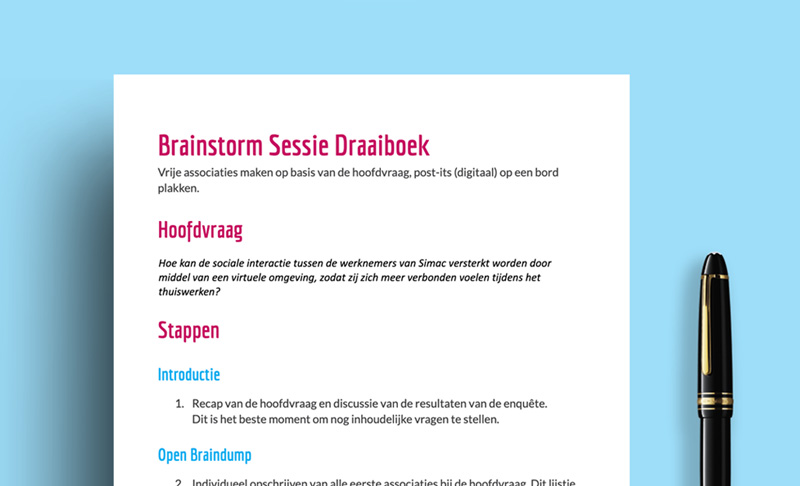 Brainstorm Sessie Draaiboek
Vrije associaties maken op basis van de hoofdvraag, post-its (digitaal) op een bord
plakken.
Hoofdvraag
Hoe kan de sociale interactie tussen de werknemers van Simac versterkt worden door
middel van een virtuele omgeving, zodat zij zich meer verbonden voelen tijdens het
thuiswerken?
Stappen
Introductie
1. Recap van de hoofdvraag en discussie van de resultaten van de enquête.
Dit is het beste moment om nog inhoudelijke vragen te stellen.
Open Braindump
2. Individueel opschrijven van alle eerste associaties bij de hoofdvraag. Dit lijstje